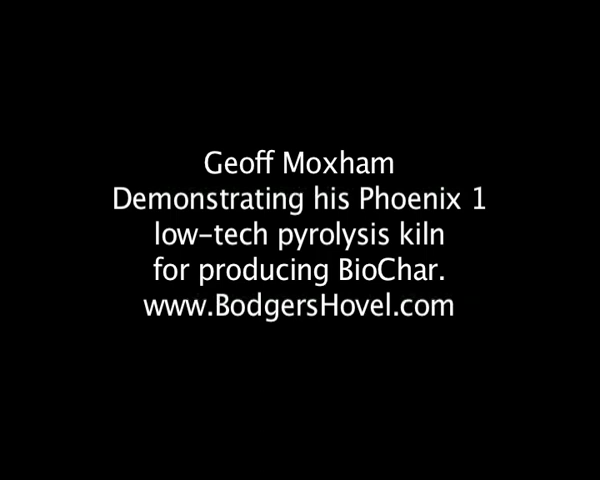 Geoff Moxham
Demonstrating his Phoenix 1
low-tech pyrolysis kiln
for producing BioChar.
www.BodgersHovel.com